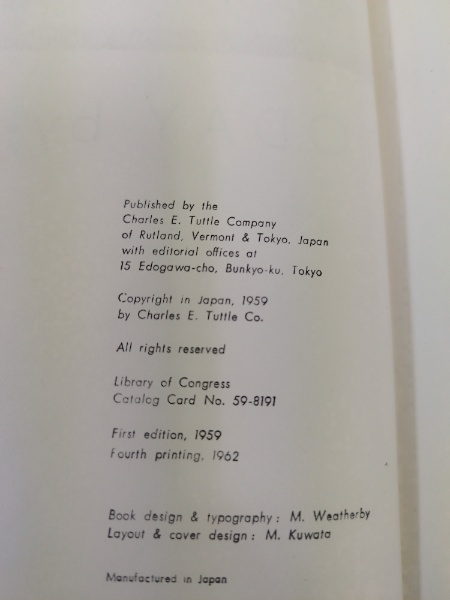 Published by the
Charles E. Tuttle Company
of Rutland, Vermont & Tokyo, Japan
with editorial offices at
15 Edogawa-cho, Bunkyo-ku, Tokyo
Copyright in Japan, 1959
by Charles E. Tuttle Co.
All rights reserved
Library of Congress
Catalog Card No. 59-8191
First edition, 1959
Fourth printing, 1962
Book design & typography: M. Weatherby
Layout & cover design: M. Kuwata
Manufactured in Japan